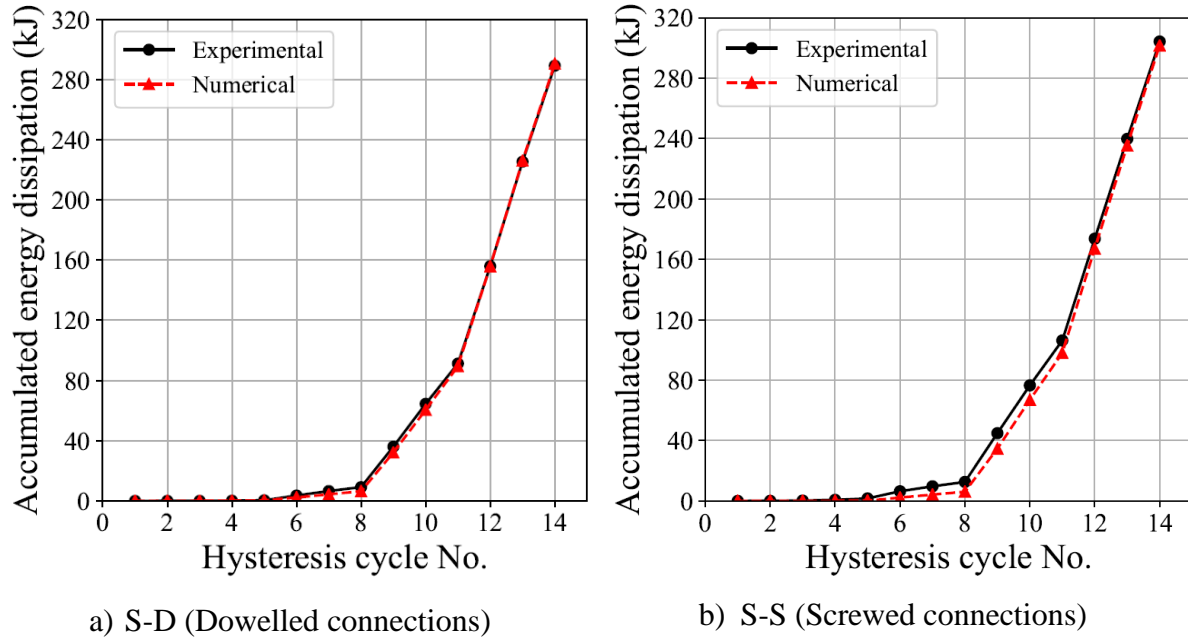 Accumulated energy dissipation (kJ)
320
280
240
200
160
120
80
40
0
Experimental
Numerical
0 2 4 6 8 10 12 14
Hysteresis cycle No.
a) S-D (Dowelled connections)
Accumulated energy dissipation (kJ)
320
280
240
200
160
120
80
40
0
Experimental
Numerical
0 2 4 6 8 10 12 14
Hysteresis cycle No.
b) S-S (Screwed connections)